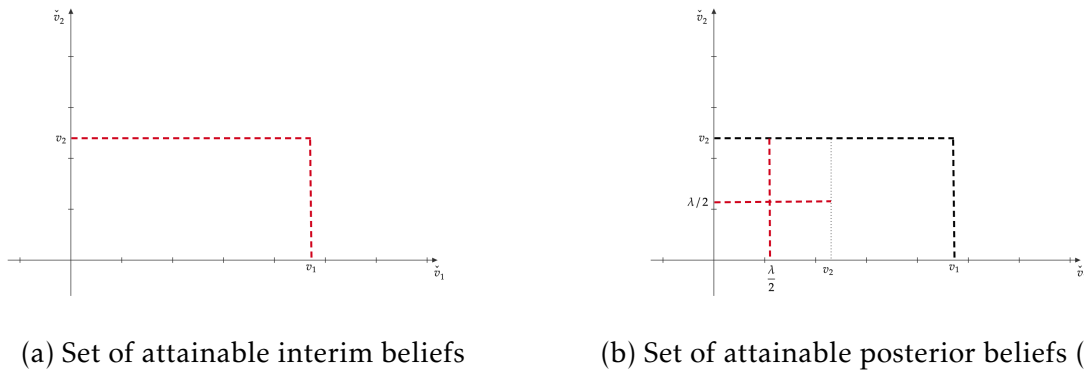 v̌₂
v₂
v₁
v̌₁
(a) Set of attainable interim beliefs
v̌₂
v₂
λ/2
λ/2
v₂
v₁
v̌
(b) Set of attainable posterior beliefs (